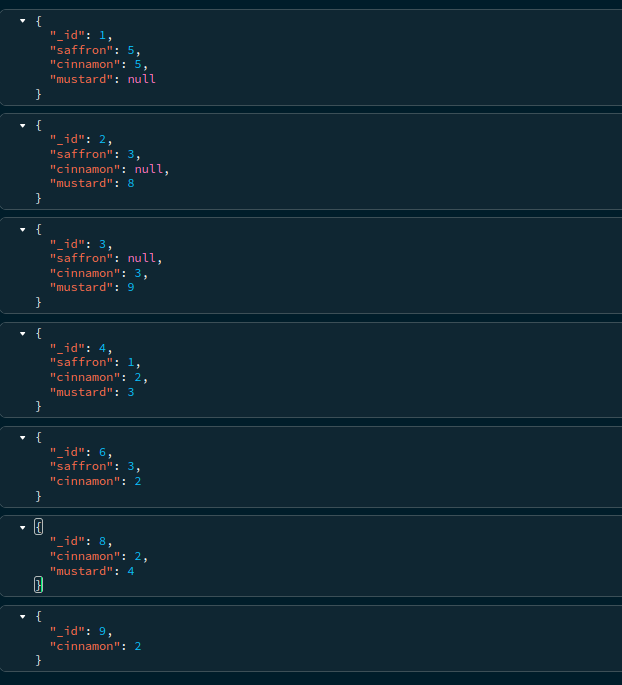 {
"_id": 1,
"saffron": 5,
"cinnamon": 5,
"mustard": null
}
{
"_id": 2,
"saffron": 3,
"cinnamon": null,
"mustard": 8
}
{
"_id": 3,
"saffron": null,
"cinnamon": 3,
"mustard": 9
}
{
"_id": 4,
"saffron": 1,
"cinnamon": 2,
"mustard": 3
}
{
"_id": 6,
"saffron": 3,
"cinnamon": 2
}
{
"_id": 8,
"cinnamon": 2,
"mustard": 4
}
{
"_id": 9,
"cinnamon": 2
}